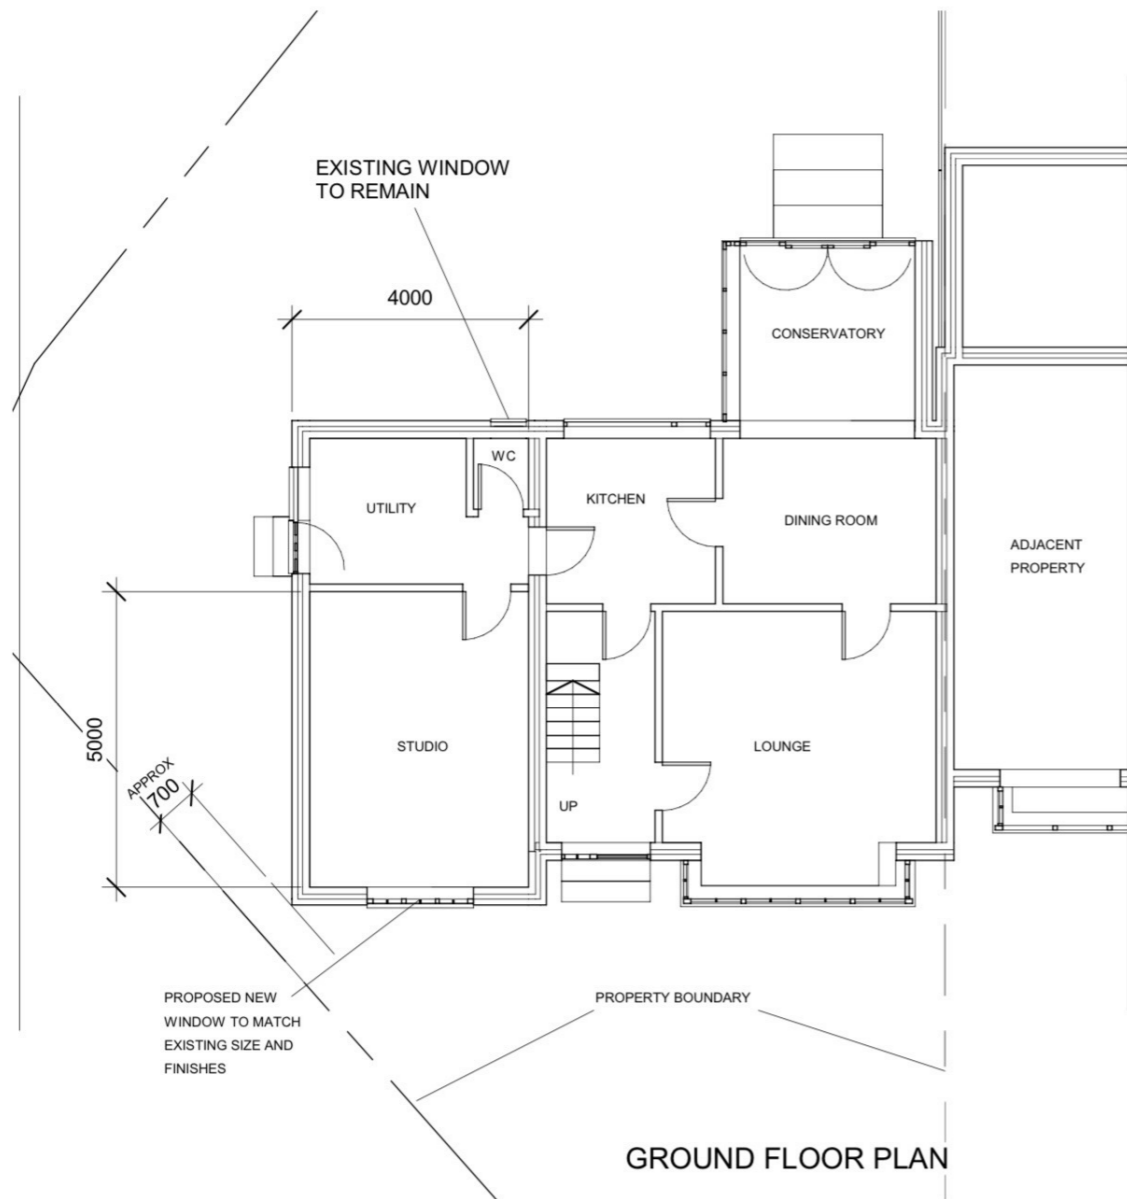 EXISTING WINDOW
TO REMAIN
4000
CONSERVATORY
WC
KITCHEN
UTILITY
DINING ROOM
ADJACENT
PROPERTY
5000
STUDIO
LOUNGE
APPROX
700
UP
PROPOSED NEW
WINDOW TO MATCH
EXISTING SIZE AND
FINISHES
PROPERTY BOUNDARY
GROUND FLOOR PLAN